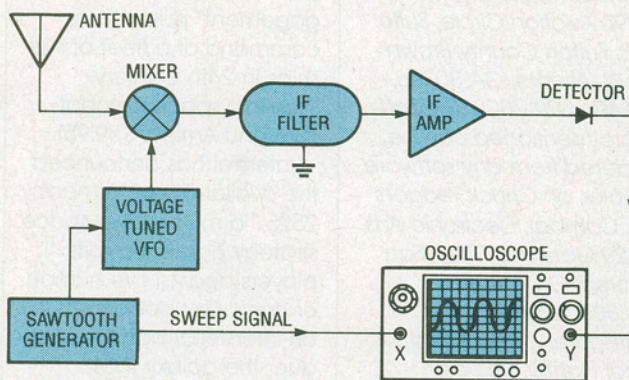 ANTENNA
MIXER
IF
FILTER
IF
AMP
DETECTOR
VOLTAGE
TUNED
VFO
OSCILLOSCOPE
SAWTOOTH
GENERATOR
SWEEP SIGNAL
X
Y